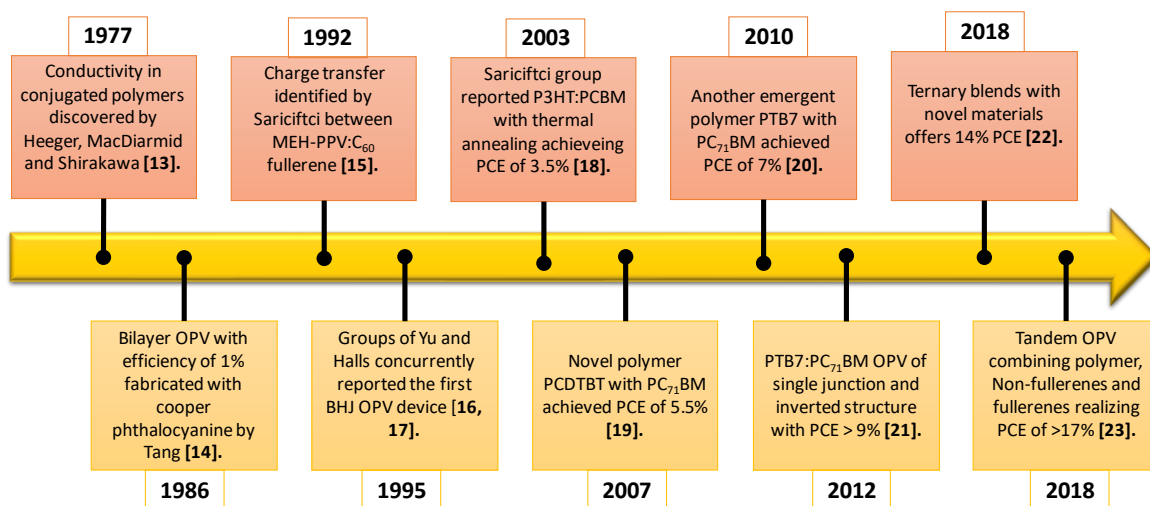 1977
Conductivity in
conjugated polymers
discovered by
Heeger, MacDiarmid
and Shirakawa [13].
1992
Charge transfer
identified by
Sariciftci between
MEH-PPV:C₆₀
fullerene [15].
2003
Sariciftci group
reported P3HT:PCBM
with thermal
annealing achieveing
PCE of 3.5% [18].
2010
Another emergent
polymer PTB7 with
PC₇₁BM achieved
PCE of 7% [20].
2018
Ternary blends with
novel materials
offers 14% PCE [22].
Bilayer OPV with
efficiency of 1%
fabricated with
cooper
phthalocyanine by
Tang [14].
1986
Groups of Yu and
Halls concurrently
reported the first
BHJ OPV device [16,
17].
1995
Novel polymer
PCDTBT with PC₇₁BM
achieved PCE of 5.5%
[19].
2007
PTB7:PC₇₁BM OPV of
single junction and
inverted structure
with PCE > 9% [21].
2012
Tandem OPV
combining polymer,
Non-fullerenes and
fullerenes realizing
PCE of >17% [23].
2018